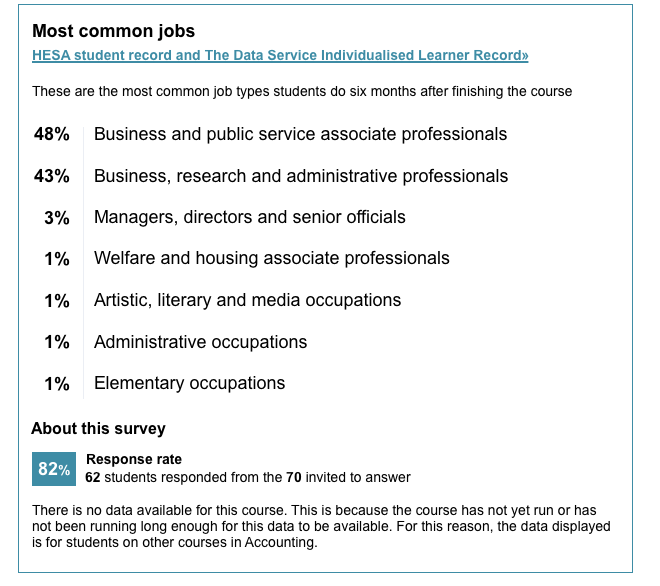 Most common jobs
HESA student record and The Data Service Individualised Learner Record»
These are the most common job types students do six months after finishing the course
48% Business and public service associate professionals
43% Business, research and administrative professionals
3% Managers, directors and senior officials
1% Welfare and housing associate professionals
1% Artistic, literary and media occupations
1% Administrative occupations
1% Elementary occupations
About this survey
82% Response rate
62 students responded from the 70 invited to answer
There is no data available for this course. This is because the course has not yet run or has
not been running long enough for this data to be available. For this reason, the data displayed
is for students on other courses in Accounting.